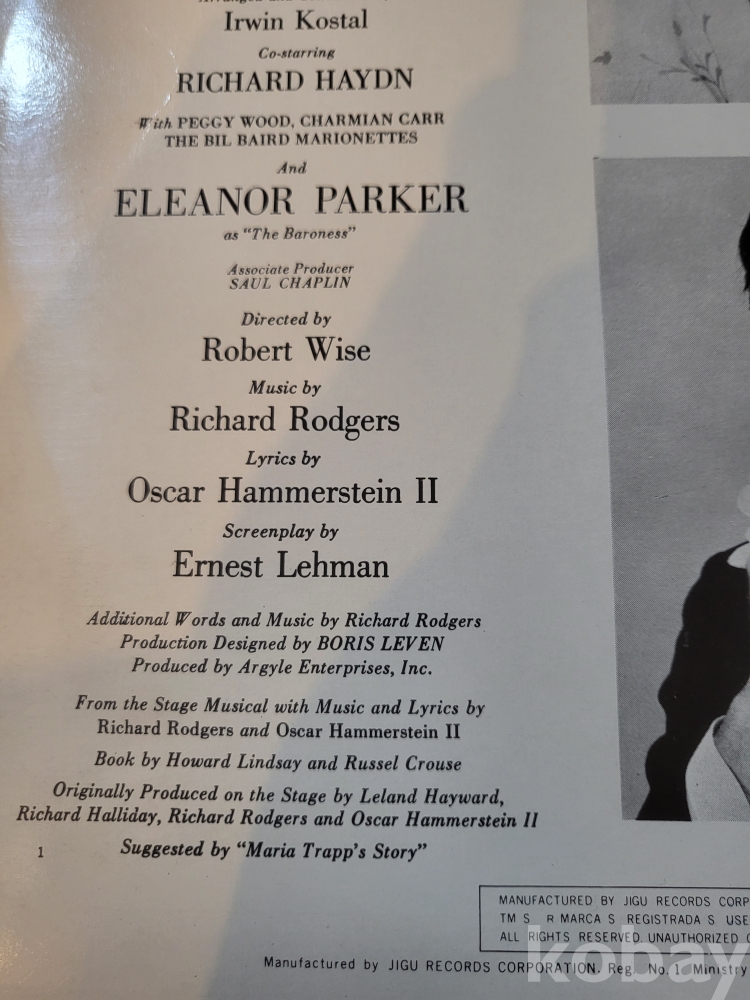 Irwin Kostal
Co-starring
RICHARD HAYDN
With PEGGY WOOD, CHARMIAN CARR
THE BIL BAIRD MARIONETTES
And
ELEANOR PARKER
as "The Baroness"
Associate Producer
SAUL CHAPLIN
Directed by
Robert Wise
Music by
Richard Rodgers
Lyrics by
Oscar Hammerstein II
Screenplay by
Ernest Lehman
Additional Words and Music by Richard Rodgers
Production Designed by BORIS LEVEN
Produced by Argyle Enterprises, Inc.
From the Stage Musical with Music and Lyrics by
Richard Rodgers and Oscar Hammerstein II
Book by Howard Lindsay and Russel Crouse
Originally Produced on the Stage by Leland Hayward,
Richard Halliday, Richard Rodgers and Oscar Hammerstein II
1 Suggested by "Maria Trapp's Story"
MANUFACTURED BY JIGU RECORDS CORP
TM S R MARCA S REGISTRADA S USE
ALL RIGHTS RESERVED. UNAUTHORIZED
Manufactured by JIGU RECORDS CORPORATION. Reg. No. 1 Ministry
kobay